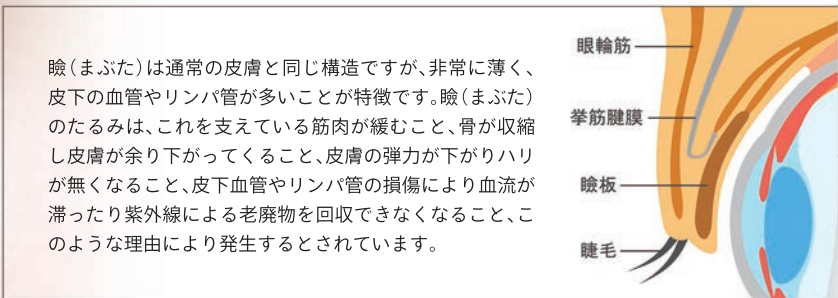 瞼(まぶた)は通常の皮膚と同じ構造ですが、非常に薄く、
皮下の血管やリンパ管が多いことが特徴です。瞼(まぶた)
のたるみは、これを支えている筋肉が緩むこと、骨が収縮
し皮膚が余り下がってくること、皮膚の弾力が下がりハリ
が無くなること、皮下血管やリンパ管の損傷により血流が
滞ったり紫外線による老廃物を回収できなくなること、こ
のような理由により発生するとされています。
眼輪筋
挙筋腱膜
瞼板
睫毛